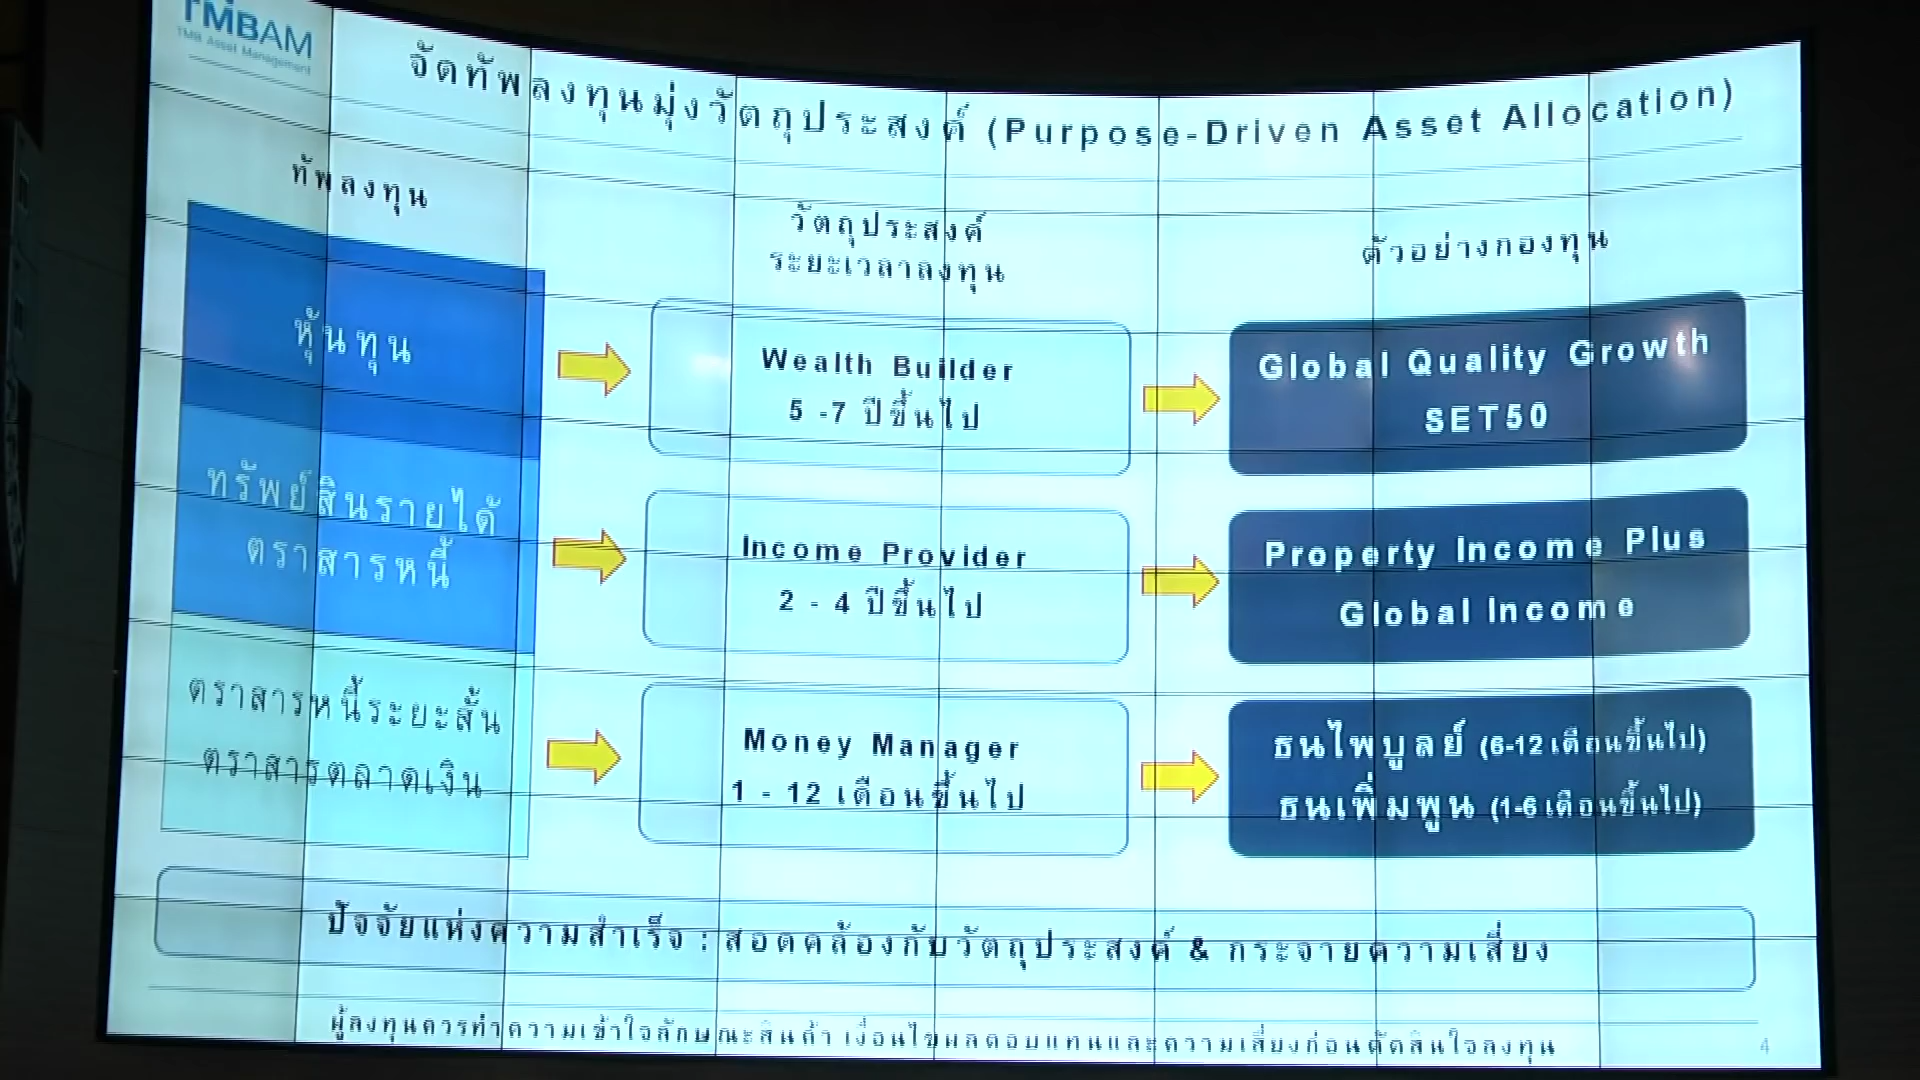 TMBAM
TMB Asset Management
จัดทัพลงทุนมุ่งวัตถุประสงค์ (Purpose-Driven Asset Allocation)
ทัพลงทุน
วัตถุประสงค์
ระยะเวลาลงทุน
ตัวอย่างกองทุน
หุ้นทุน
Wealth Builder
5 -7 ปีขึ้นไป
Global Quality Growth
SET50
ทรัพย์สินรายได้
ตราสารหนี้
Income Provider
2 - 4 ปีขึ้นไป
Property Income Plus
Global Income
ตราสารหนี้ระยะสั้น
ตราสารตลาดเงิน
Money Manager
1 - 12 เดือนขึ้นไป
ธนไพบูลย์ (6-12 เดือนขึ้นไป)
ธนเพิ่มพูน (1-6 เดือนขึ้นไป)
ปัจจัยแห่งความสำเร็จ : สอดคล้องกับวัตถุประสงค์ & กระจายความเสี่ยง
ผู้ลงทุนควรทำความเข้าใจลักษณะสินค้า เงื่อนไขผลตอบแทนและความเสี่ยงก่อนตัดสินใจลงทุน
4